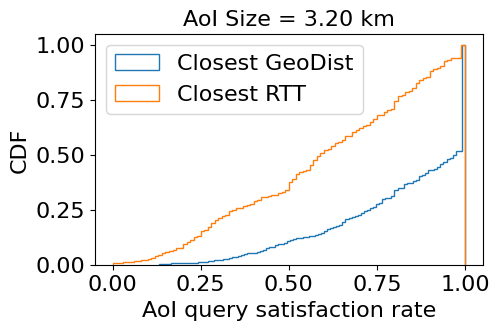 AoI Size = 3.20 km
1.00
0.75
0.50
0.25
0.00
CDF
Closest GeoDist
Closest RTT
0.00 0.25 0.50 0.75 1.00
AoI query satisfaction rate